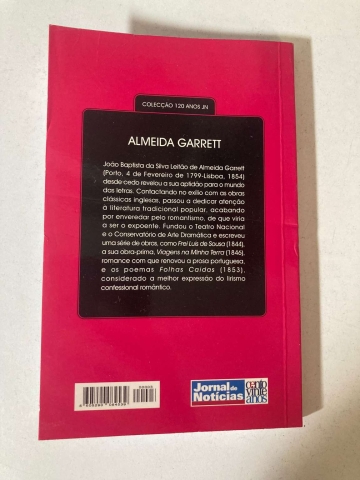 COLECÇÃO 120 ANOS JN
ALMEIDA GARRETT
João Baptista da Silva Leitão de Almeida Garrett
(Porto, 4 de Fevereiro de 1799-Lisboa, 1854)
desde cedo revelou a sua aptidão para o mundo
das letras. Contactando no exílio com as obras
clássicas inglesas, passou a dedicar atenção
à literatura tradicional popular, acabando
por enveredar pelo romantismo, de que viria
a ser o expoente. Fundou o Teatro Nacional
e o Conservatório de Arte Dramática e escreveu
uma série de obras, como Frei Luís de Sousa (1844),
a sua obra-prima, Viagens na Minha Terra (1846),
romance com que renovou a prosa portuguesa,
e os poemas Folhas Caídas (1853),
considerado a melhor expressão do lirismo
confessional romântico.
Jornal de
Notícias
cento
vinte
anos